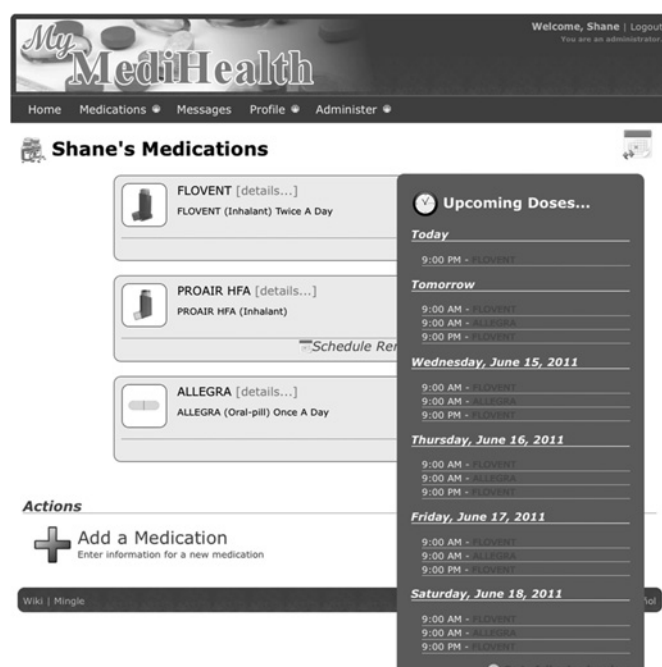 My
MediHealth
Welcome, Shane | Logout
You are an administrator.
Home Medications Messages Profile Administer
Shane's Medications
FLOVENT [details...]
FLOVENT (Inhalant) Twice A Day
PROAIR HFA [details...]
PROAIR HFA (Inhalant)
Schedule Rer
ALLEGRA [details...]
ALLEGRA (Oral-pill) Once A Day
Upcoming Doses...
Today
9:00 PM - FLOVENT
Tomorrow
9:00 AM - FLOVENT
9:00 AM - ALLEGRA
9:00 PM - FLOVENT
Wednesday, June 15, 2011
9:00 AM - FLOVENT
9:00 AM - ALLEGRA
9:00 PM - FLOVENT
Thursday, June 16, 2011
9:00 AM - FLOVENT
9:00 AM - ALLEGRA
9:00 PM - FLOVENT
Friday, June 17, 2011
9:00 AM - FLOVENT
9:00 AM - ALLEGRA
9:00 PM - FLOVENT
Saturday, June 18, 2011
9:00 AM - FLOVENT
9:00 AM - ALLEGRA
9:00 PM - FLOVENT
Actions
Add a Medication
Enter information for a new medication
Wiki | Mingle
ñol